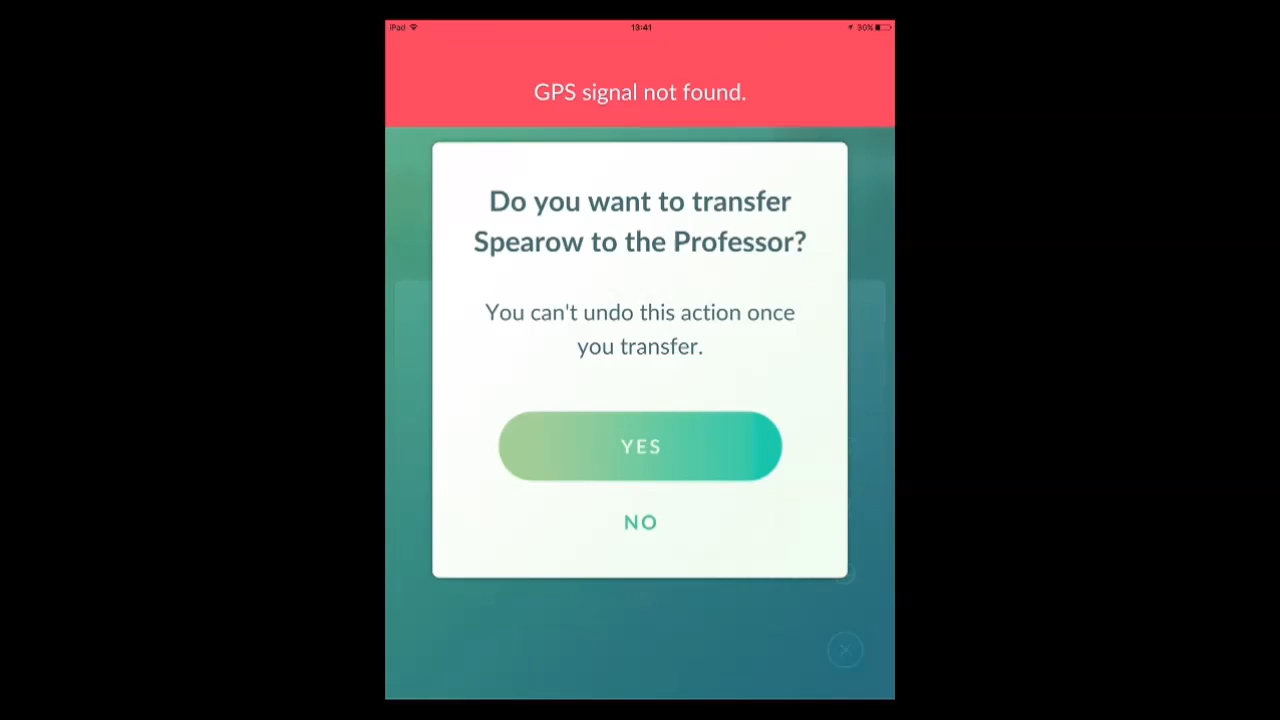 iPad 13:41 30%
GPS signal not found.
Do you want to transfer
Spearow to the Professor?
You can't undo this action once
you transfer.
YES
NO